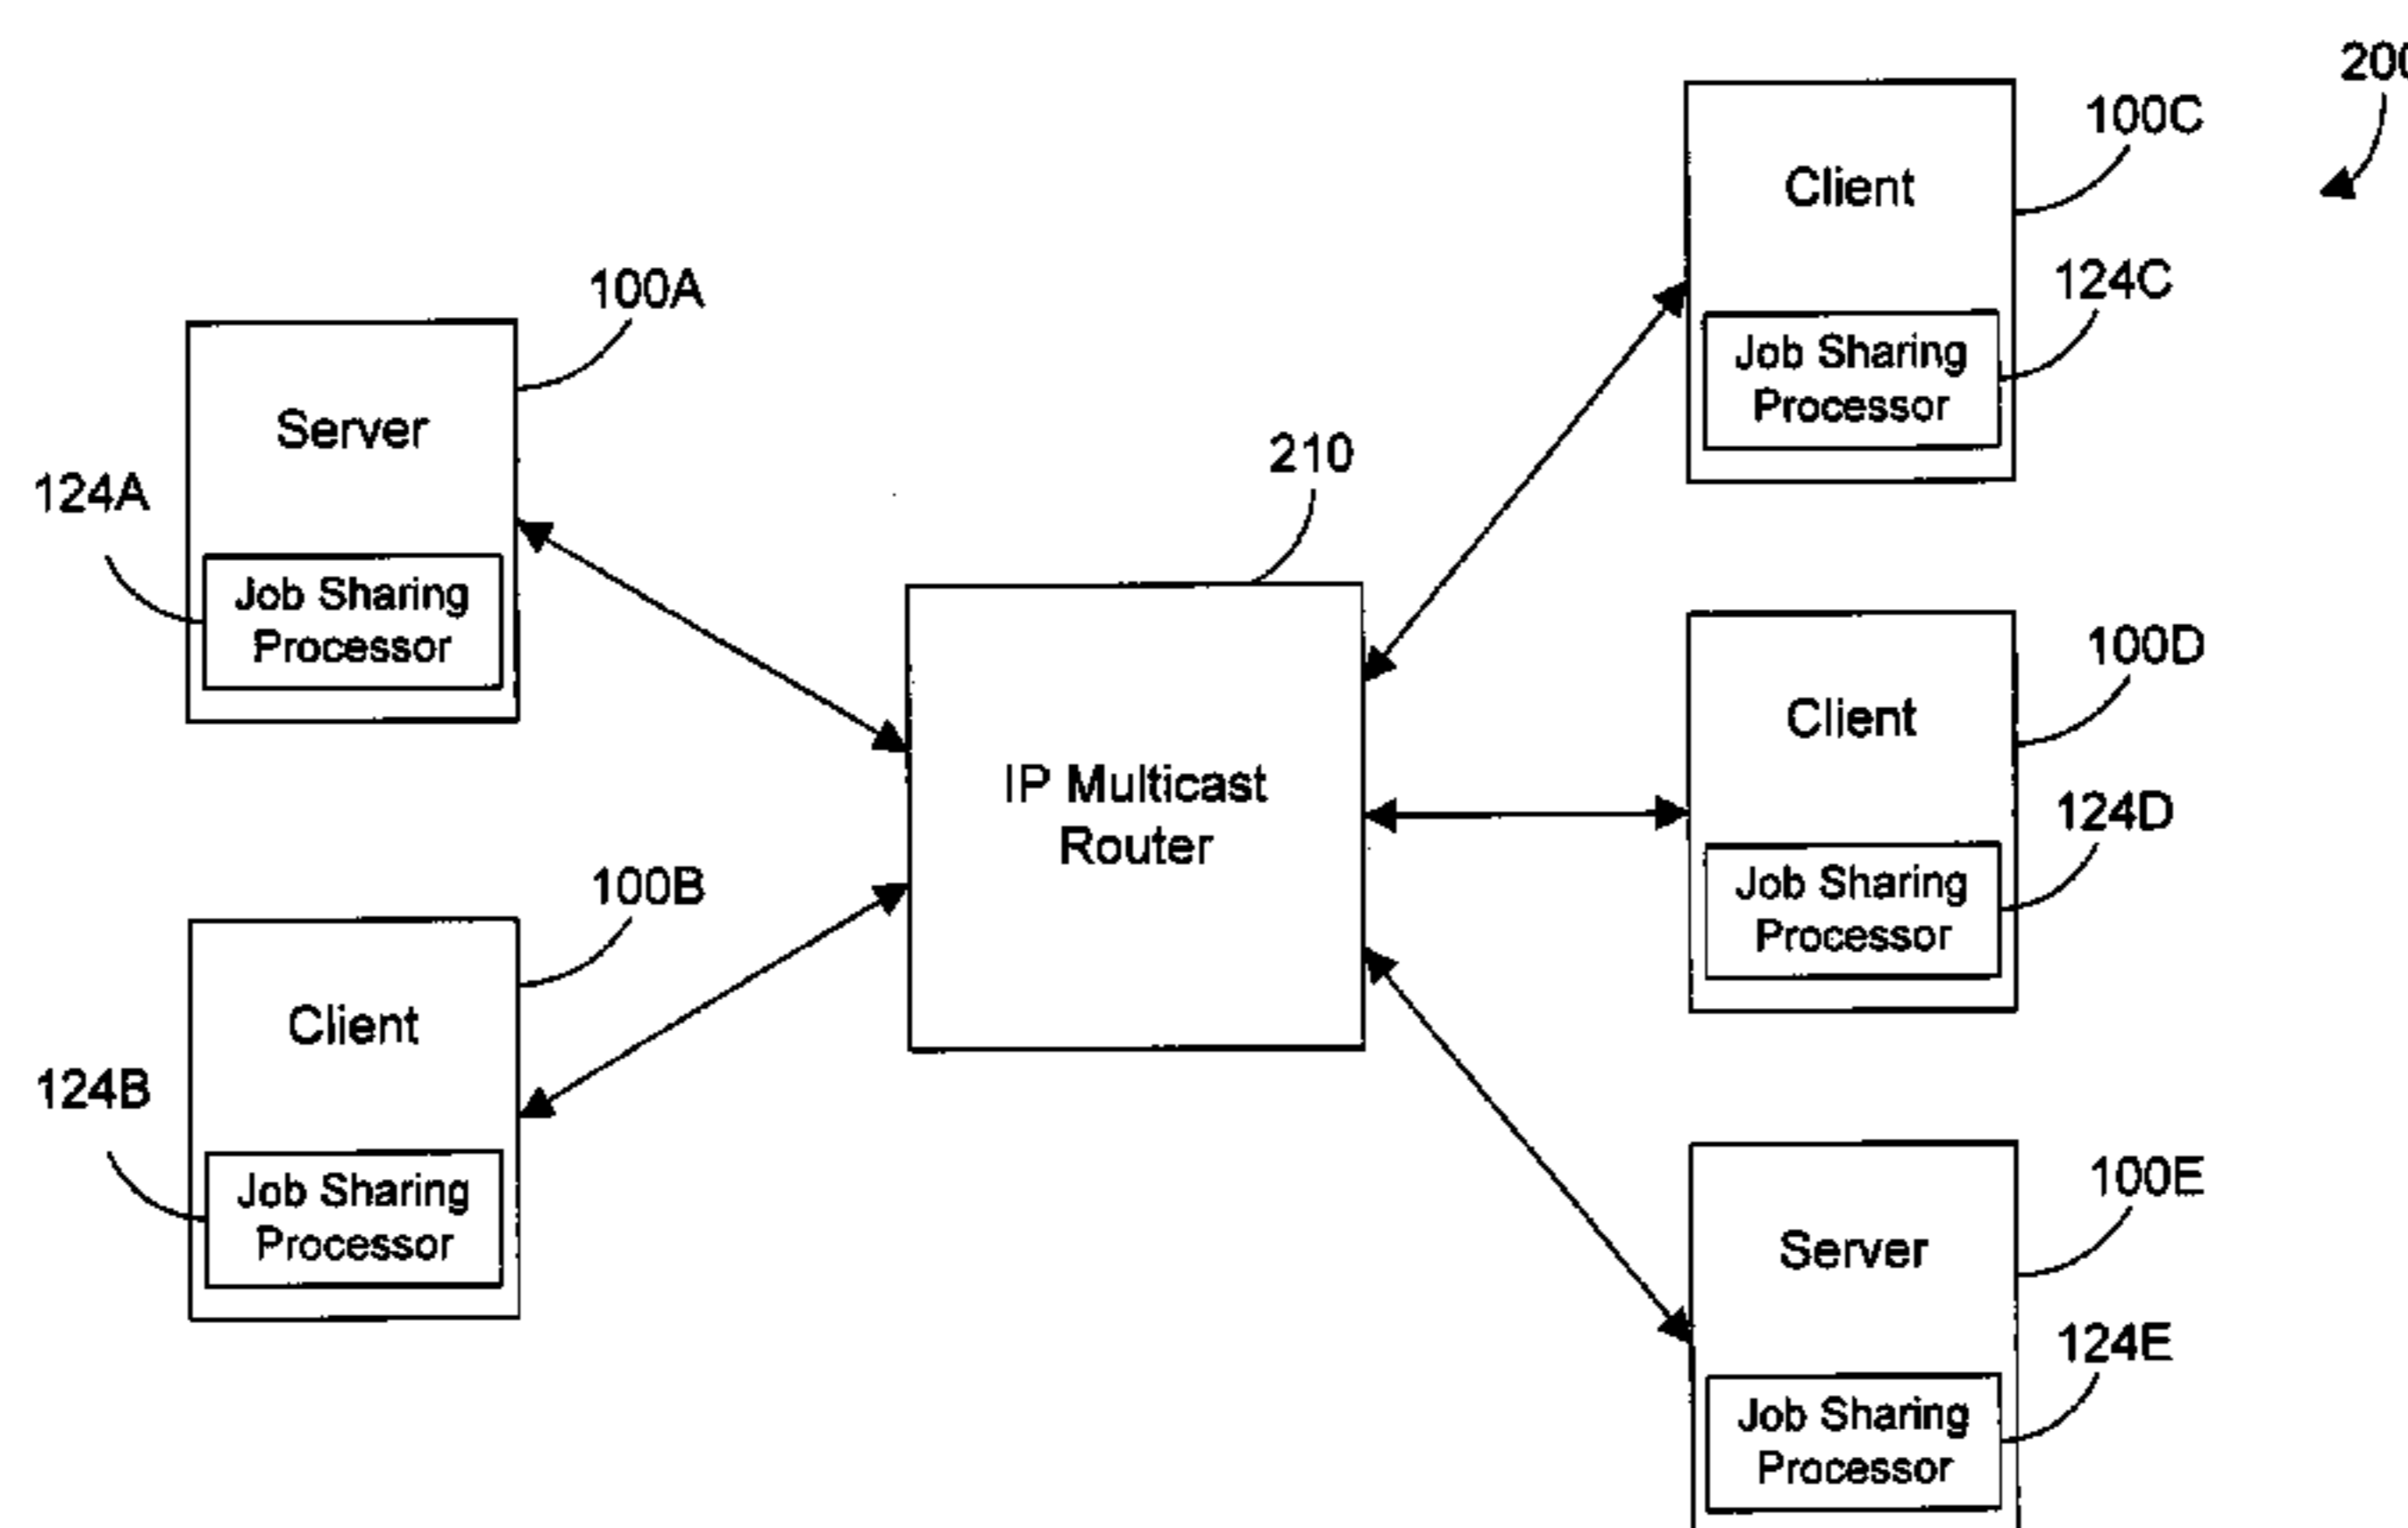 200
100C
Client
124C
Job Sharing
Processor
100A
Server
124A
Job Sharing
Processor
210
IP Multicast
Router
100D
Client
124D
Job Sharing
Processor
100B
Client
124B
Job Sharing
Processor
100E
Server
124E
Job Sharing
Processor